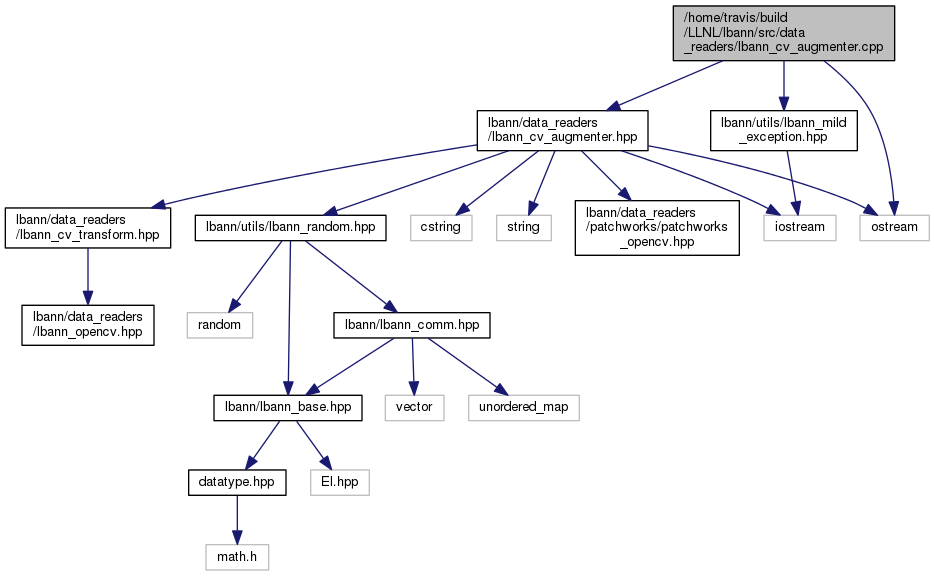 /home/travis/build
/LLNL/lbann/src/data
_readers/lbann_cv_augmenter.cpp
lbann/data_readers
/lbann_cv_augmenter.hpp
lbann/utils/lbann_mild
_exception.hpp
lbann/data_readers
/lbann_cv_transform.hpp
lbann/utils/lbann_random.hpp
cstring
string
lbann/data_readers
/patchworks/patchworks
_opencv.hpp
iostream
ostream
lbann/data_readers
/lbann_opencv.hpp
random
lbann/lbann_comm.hpp
lbann/lbann_base.hpp
vector
unordered_map
datatype.hpp
El.hpp
math.h